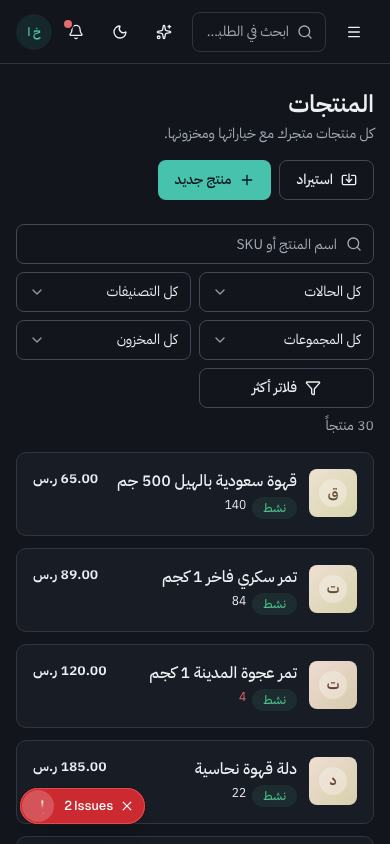 ابحث في الطلبـ...
خ ا
المنتجات
كل منتجات متجرك مع خياراتها ومخزونها.
استيراد
منتج جديد
اسم المنتج أو SKU
كل الحالات
كل التصنيفات
كل المجموعات
كل المخزون
فلاتر أكثر
30 منتجاً
ق
قهوة سعودية بالهيل 500 جم
65.00 ر.س
نشط
140
ت
تمر سكري فاخر 1 كجم
89.00 ر.س
نشط
84
ت
تمر عجوة المدينة 1 كجم
120.00 ر.س
نشط
4
د
دلة قهوة نحاسية
185.00 ر.س
نشط
22
2 Issues